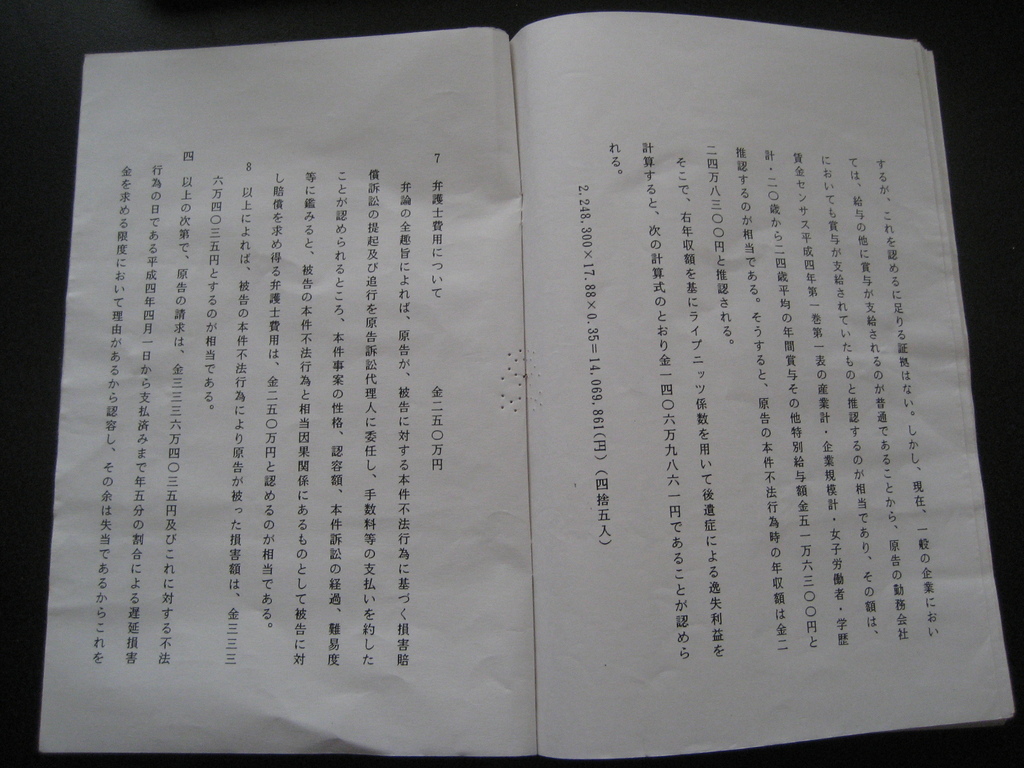 するが、これを認めるに足りる証拠はない。しかし、現在、一般の企業におい
ては、給与の他に賞与が支給されるのが普通であることから、原告の勤務会社
においても賞与が支給されていたものと推認するのが相当であり、その額は、
賃金センサス平成四年第一巻第一表の産業計・企業規模計・女子労働者・学歴
計・二〇歳から二四歳平均の年間賞与その他特別給与額金五一万六三〇〇円と
推認するのが相当である。そうすると、原告の本件不法行為時の年収額は金二
二四万八三〇〇円と推認される。
そこで、右年収額を基にライプニッツ係数を用いて後遺症による逸失利益を
計算すると、次の計算式のとおり金一四〇六万九八六一円であることが認めら
れる。
2,248,300×17.88×0.35=14,069,861(円)(四捨五入)
7 弁護士費用について 金二五〇万円
弁論の全趣旨によれば、原告が、被告に対する本件不法行為に基づく損害賠
償訴訟の提起及び追行を原告訴訟代理人に委任し、手数料等の支払いを約した
ことが認められるところ、本件事案の性格、認容額、本件訴訟の経過、難易度
等に鑑みると、被告の本件不法行為と相当因果関係にあるものとして被告に対
し賠償を求め得る弁護士費用は、金二五〇万円と認めるのが相当である。
8 以上によれば、被告の本件不法行為により原告が被った損害額は、金三三三
六万四〇三五円とするのが相当である。
四 以上の次第で、原告の請求は、金三三三六万四〇三五円及びこれに対する不法
行為の日である平成四年四月一日から支払済みまで年五分の割合による遅延損害
金を求める限度において理由があるから認容し、その余は失当であるからこれを